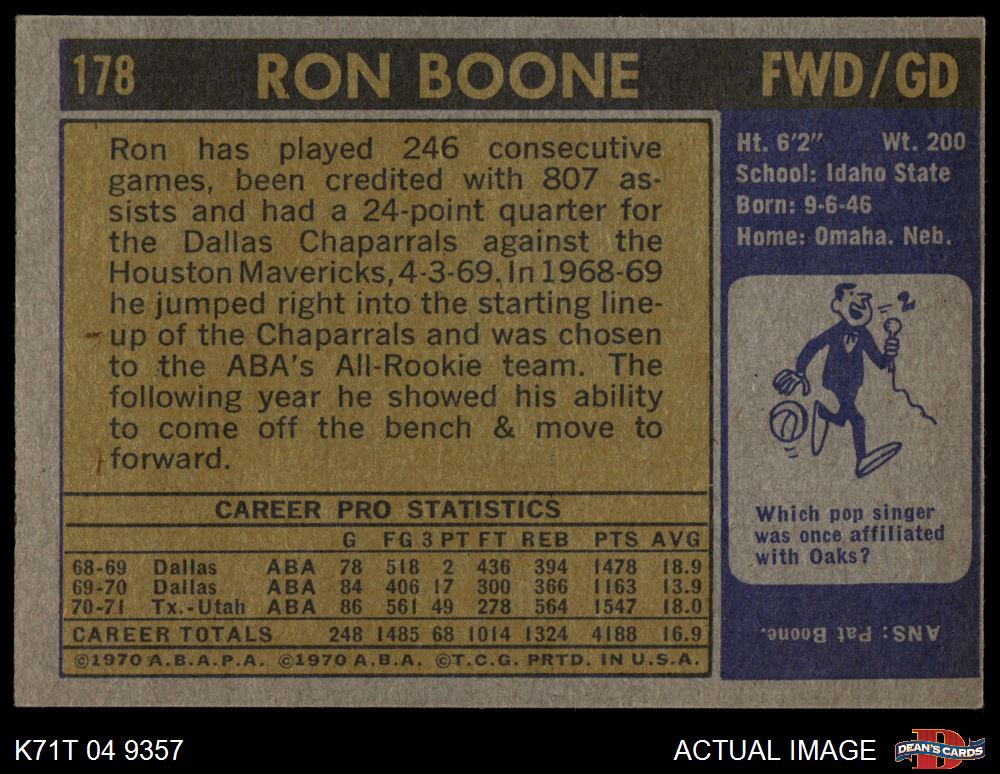 178 RON BOONE FWD/GD
Ron has played 246 consecutive
games, been credited with 807 as-
sists and had a 24-point quarter for
the Dallas Chaparrals against the
Houston Mavericks, 4-3-69. In 1968-69
he jumped right into the starting line-
up of the Chaparrals and was chosen
to the ABA's All-Rookie team. The
following year he showed his ability
to come off the bench & move to
forward.
CAREER PRO STATISTICS
G FG 3 PT FT REB PTS AVG
68-69 Dallas ABA 78 518 2 436 394 1478 18.9
69-70 Dallas ABA 84 406 17 300 366 1163 13.9
70-71 Tx.-Utah ABA 86 561 49 278 564 1547 18.0
CAREER TOTALS 248 1485 68 1014 1324 4188 16.9
©1970 A.B.A.P.A. ©1970 A.B.A. ©T.C.G. PRTD. IN U.S.A.
Ht. 6'2" Wt. 200
School: Idaho State
Born: 9-6-46
Home: Omaha. Neb.
Which pop singer
was once affiliated
with Oaks?
ANS: Pat Boone.
K71T 04 9357 ACTUAL IMAGE
DEAN'S CARDS